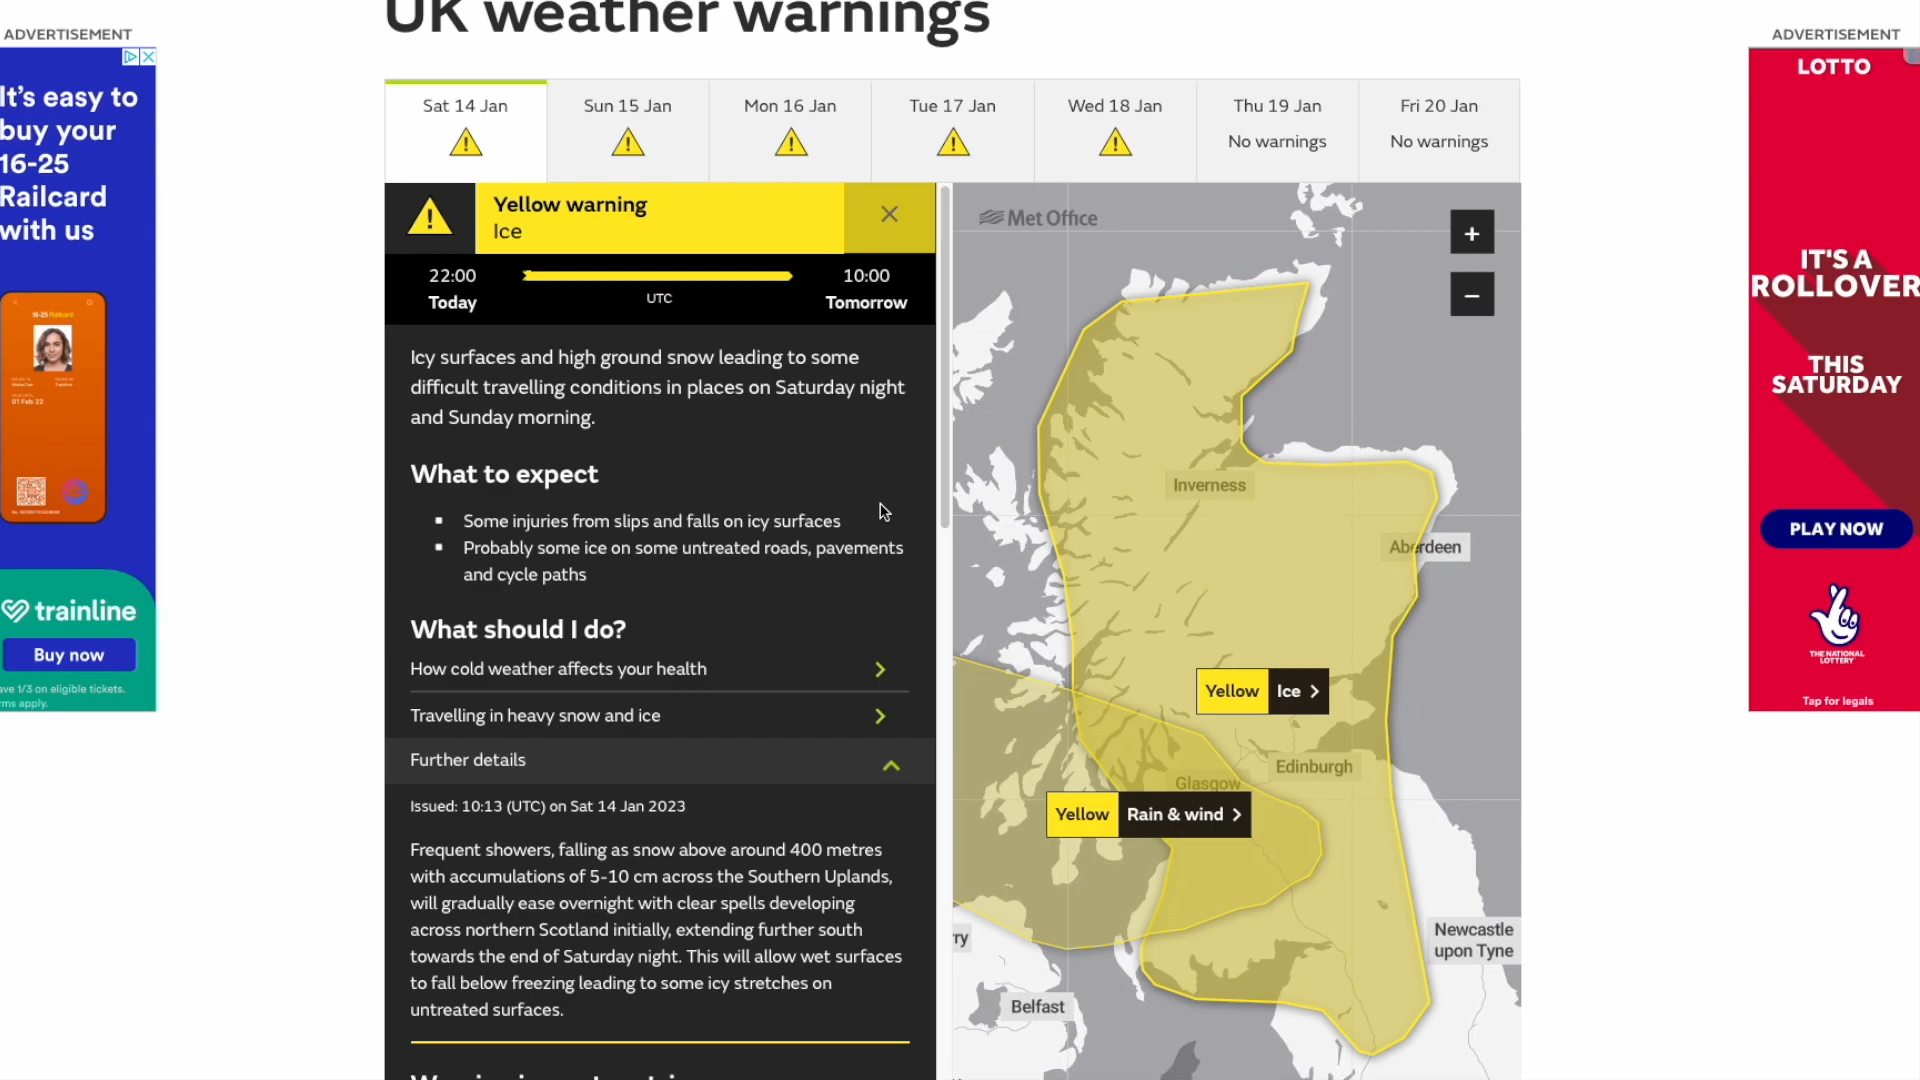 UK weather warnings
ADVERTISEMENT
It's easy to
buy your
16-25
Railcard
with us
16-25 Railcard
01 Feb 22
trainline
Buy now
ave 1/3 on eligible tickets.
rms apply.
Sat 14 Jan
Sun 15 Jan
Mon 16 Jan
Tue 17 Jan
Wed 18 Jan
Thu 19 Jan
No warnings
Fri 20 Jan
No warnings
Yellow warning
Ice
22:00
Today
UTC
10:00
Tomorrow
Icy surfaces and high ground snow leading to some
difficult travelling conditions in places on Saturday night
and Sunday morning.
What to expect
Some injuries from slips and falls on icy surfaces
Probably some ice on some untreated roads, pavements
and cycle paths
What should I do?
How cold weather affects your health
Travelling in heavy snow and ice
Further details
Issued: 10:13 (UTC) on Sat 14 Jan 2023
Frequent showers, falling as snow above around 400 metres
with accumulations of 5-10 cm across the Southern Uplands,
will gradually ease overnight with clear spells developing
across northern Scotland initially, extending further south
towards the end of Saturday night. This will allow wet surfaces
to fall below freezing leading to some icy stretches on
untreated surfaces.
Met Office
+
−
Inverness
Aberdeen
Yellow Ice
Edinburgh
Glasgow
Yellow Rain & wind
ry
Newcastle
upon Tyne
Belfast
ADVERTISEMENT
LOTTO
IT'S A
ROLLOVER
THIS
SATURDAY
PLAY NOW
THE NATIONAL
LOTTERY
Tap for legals